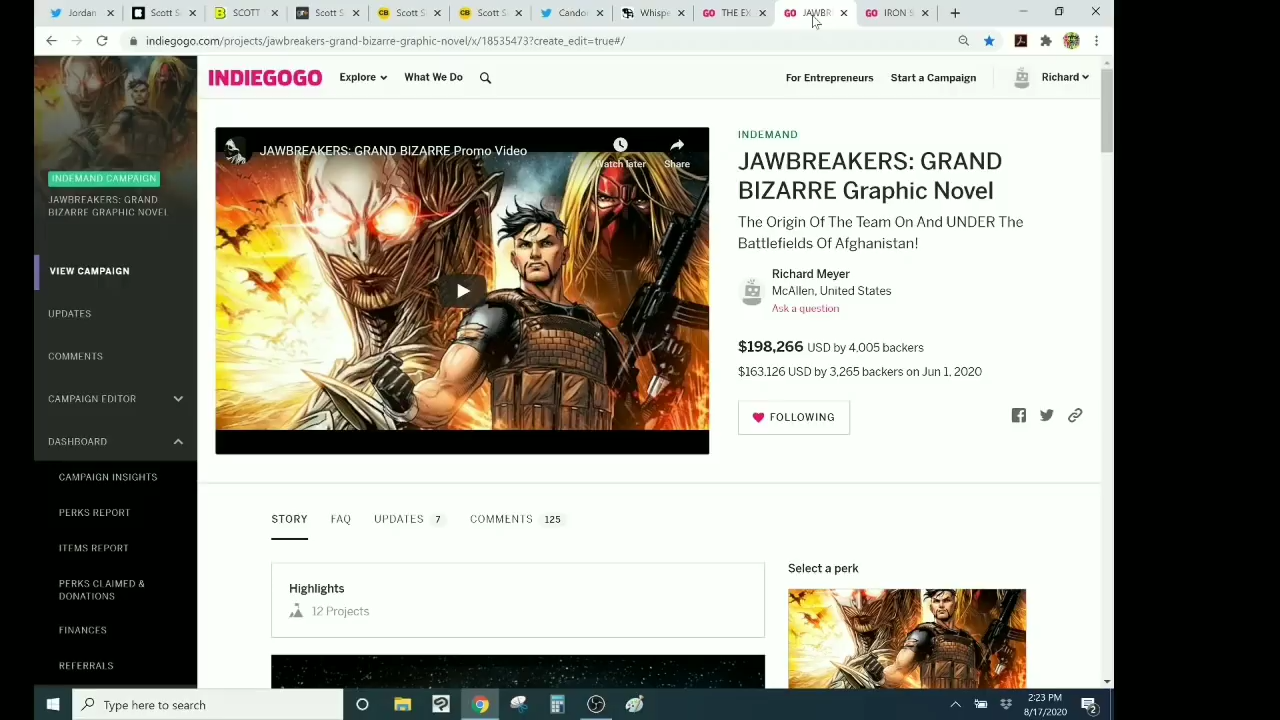 Jordan
Scott S
SCOTT
Scott S
Scott S
Scott S
Cando
Whispe
GO THE EX
GO JAWBR
GO IRON S
indiegogo.com/projects/jawbreakers-grand-bizarre-graphic-novel/x/18535473?create_edit=true#/
INDIEGOGO
Explore
What We Do
For Entrepreneurs
Start a Campaign
Richard
INDEMAND CAMPAIGN
JAWBREAKERS: GRAND
BIZARRE GRAPHIC NOVEL
VIEW CAMPAIGN
UPDATES
COMMENTS
CAMPAIGN EDITOR
DASHBOARD
CAMPAIGN INSIGHTS
PERKS REPORT
ITEMS REPORT
PERKS CLAIMED &
DONATIONS
FINANCES
REFERRALS
JAWBREAKERS: GRAND BIZARRE Promo Video
Watch later
Share
INDEMAND
JAWBREAKERS: GRAND
BIZARRE Graphic Novel
The Origin Of The Team On And UNDER The
Battlefields Of Afghanistan!
Richard Meyer
McAllen, United States
Ask a question
$198,266 USD by 4,005 backers
$163,126 USD by 3,265 backers on Jun 1, 2020
FOLLOWING
STORY
FAQ
UPDATES 7
COMMENTS 125
Highlights
12 Projects
Select a perk
Type here to search
2:23 PM
8/17/2020
2